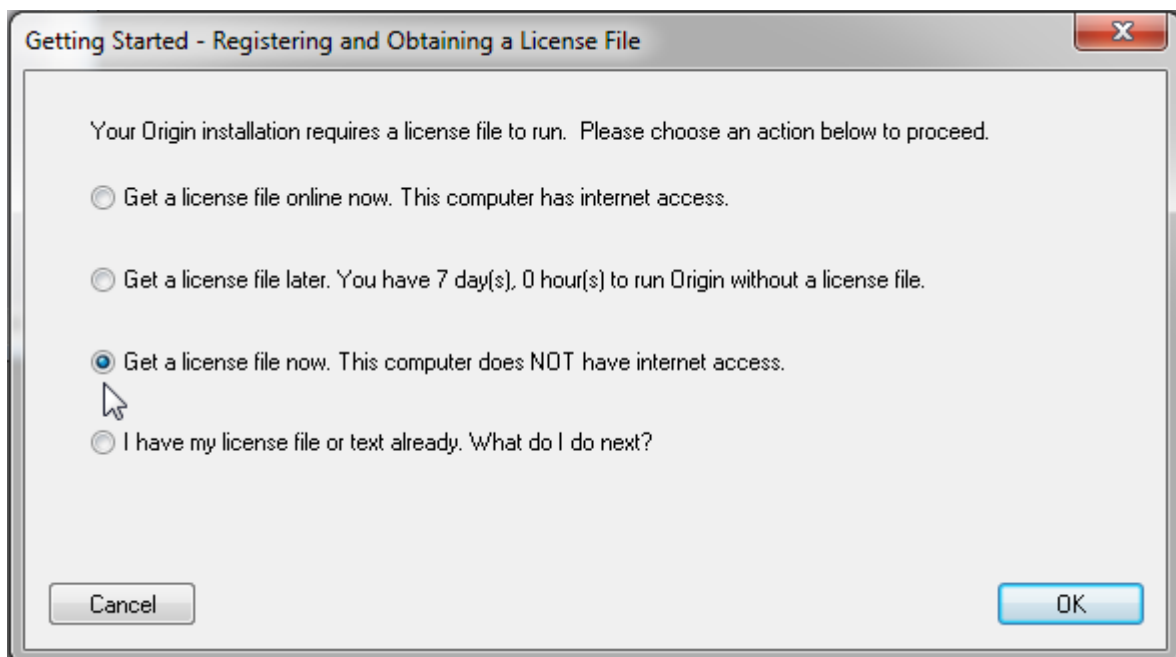 Getting Started - Registering and Obtaining a License File
Your Origin installation requires a license file to run.  Please choose an action below to proceed.
Get a license file online now. This computer has internet access.
Get a license file later. You have 7 day(s), 0 hour(s) to run Origin without a license file.
Get a license file now. This computer does NOT have internet access.
I have my license file or text already. What do I do next?
Cancel
OK